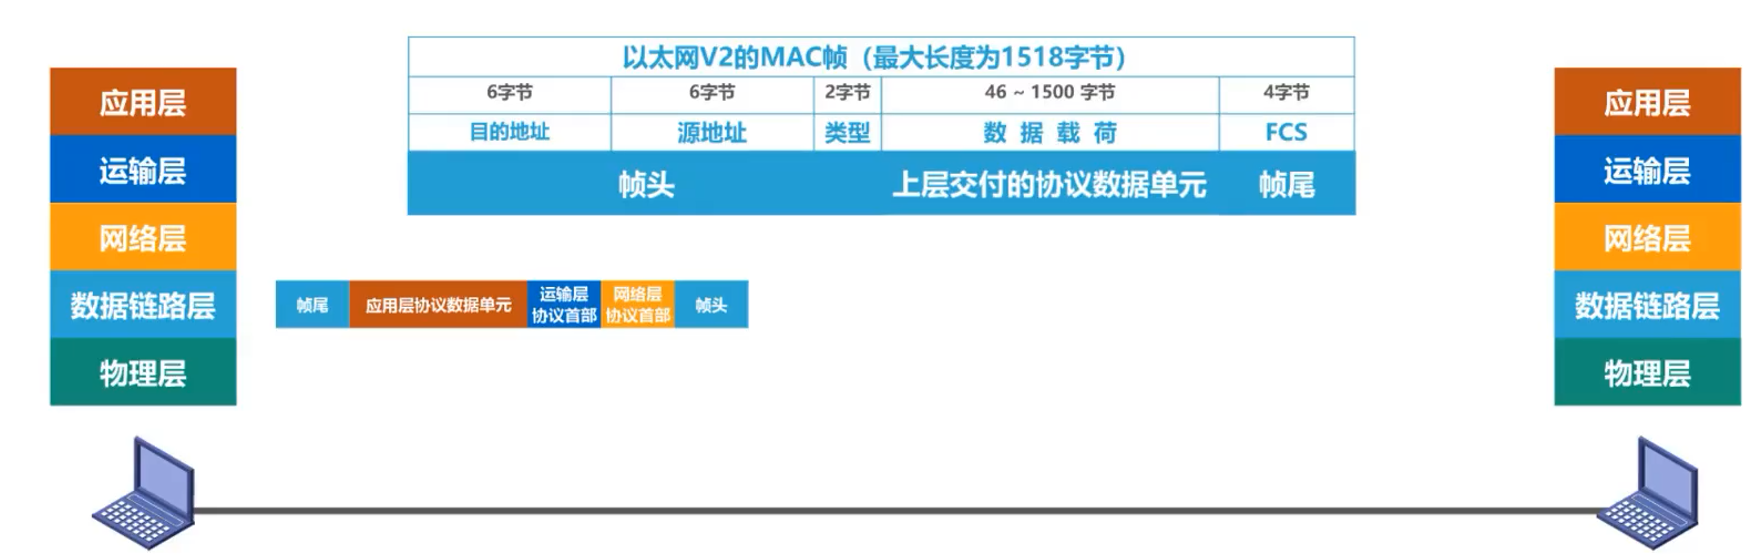 以太网V2的MAC帧（最大长度为1518字节）
6字节 6字节 2字节 46 ~ 1500 字节 4字节
目的地址 源地址 类型 数 据 载 荷 FCS
帧头 上层交付的协议数据单元 帧尾
应用层
运输层
网络层
数据链路层
物理层
帧尾 应用层协议数据单元 运输层 网络层 帧头
协议首部 协议首部
应用层
运输层
网络层
数据链路层
物理层